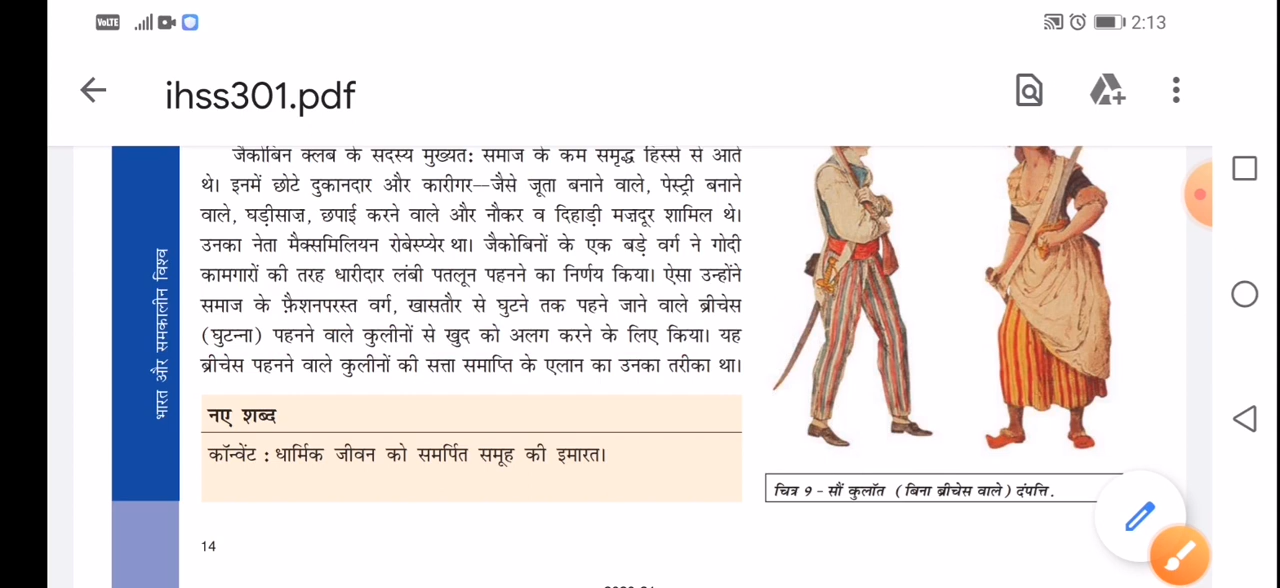 VoLTE
2:13
ihss301.pdf
जैकोबिन क्लब के सदस्य मुख्यत: समाज के कम समृद्ध हिस्से से आते
थे। इनमें छोटे दुकानदार और कारीगर—जैसे जूता बनाने वाले, पेस्ट्री बनाने
वाले, घड़ीसाज़, छपाई करने वाले और नौकर व दिहाड़ी मज़दूर शामिल थे।
उनका नेता मैक्समिलियन रोबेस्प्येर था। जैकोबिनों के एक बड़े वर्ग ने गोदी
कामगारों की तरह धारीदार लंबी पतलून पहनने का निर्णय किया। ऐसा उन्होंने
समाज के फ़ैशनपरस्त वर्ग, खासतौर से घुटने तक पहने जाने वाले ब्रीचेस
(घुटन्ना) पहनने वाले कुलीनों से खुद को अलग करने के लिए किया। यह
ब्रीचेस पहनने वाले कुलीनों की सत्ता समाप्ति के एलान का उनका तरीका था।
भारत और समकालीन विश्व
नए शब्द
कॉन्वेंट : धार्मिक जीवन को समर्पित समूह की इमारत।
चित्र 9 - सौं कुलॉत (बिना ब्रीचेस वाले) दंपत्ति.
14